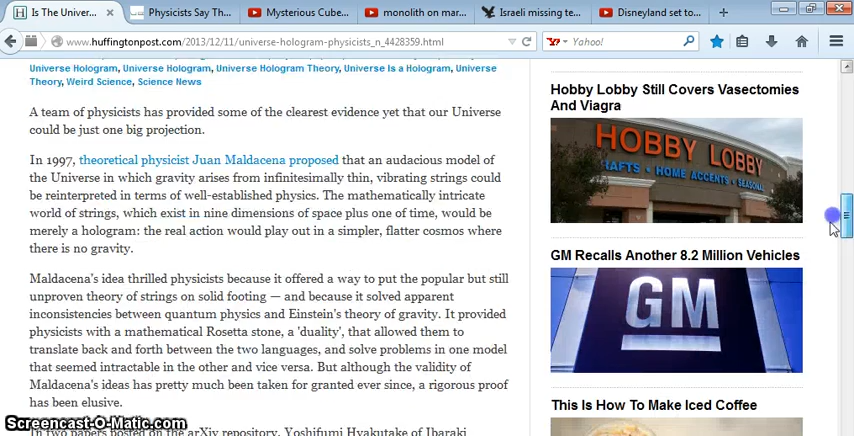 Is The Univer...
Physicists Say Th...
Mysterious Cube...
monolith on mar...
Israeli missing te...
Disneyland set to...
www.huffingtonpost.com/2013/12/11/universe-hologram-physicists_n_4428359.html
Yahoo!
Universe Hologram, Universe Hologram, Universe Hologram Theory, Universe Is a Hologram, Universe
Theory, Weird Science, Science News
A team of physicists has provided some of the clearest evidence yet that our Universe
could be just one big projection.
In 1997, theoretical physicist Juan Maldacena proposed that an audacious model of
the Universe in which gravity arises from infinitesimally thin, vibrating strings could
be reinterpreted in terms of well-established physics. The mathematically intricate
world of strings, which exist in nine dimensions of space plus one of time, would be
merely a hologram: the real action would play out in a simpler, flatter cosmos where
there is no gravity.
Maldacena's idea thrilled physicists because it offered a way to put the popular but still
unproven theory of strings on solid footing — and because it solved apparent
inconsistencies between quantum physics and Einstein's theory of gravity. It provided
physicists with a mathematical Rosetta stone, a 'duality', that allowed them to
translate back and forth between the two languages, and solve problems in one model
that seemed intractable in the other and vice versa. But although the validity of
Maldacena's ideas has pretty much been taken for granted ever since, a rigorous proof
has been elusive.
In two papers posted on the arXiv repository, Yoshifumi Hyakutake of Ibaraki
Screencast-O-Matic.com
Hobby Lobby Still Covers Vasectomies
And Viagra
HOBBY LOBBY
RAFTS • HOME ACCENTS • SEASONAL
GM Recalls Another 8.2 Million Vehicles
GM
This Is How To Make Iced Coffee